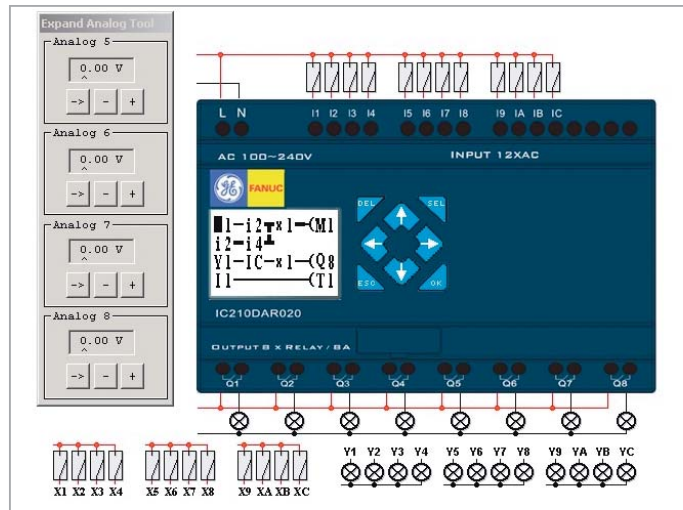 Expand Analog Tool
Analog 5
0.00 V
-> - +
Analog 6
0.00 V
-> - +
Analog 7
0.00 V
-> - +
Analog 8
0.00 V
-> - +
L N I1 I2 I3 I4 I5 I6 I7 I8 I9 IA IB IC
AC 100~240V INPUT 12XAC
GE FANUC
DEL SEL
ESC OK
1-i2 x1-(M1
i2-i4
Y1-IC-x1-(Q8
I1 (T1
IC210DAR020
OUTPUT 8 X RELAY / 8A
Q1 Q2 Q3 Q4 Q5 Q6 Q7 Q8
Y1 Y2 Y3 Y4 Y5 Y6 Y7 Y8 Y9 YA YB YC
X1 X2 X3 X4 X5 X6 X7 X8 X9 XA XB XC